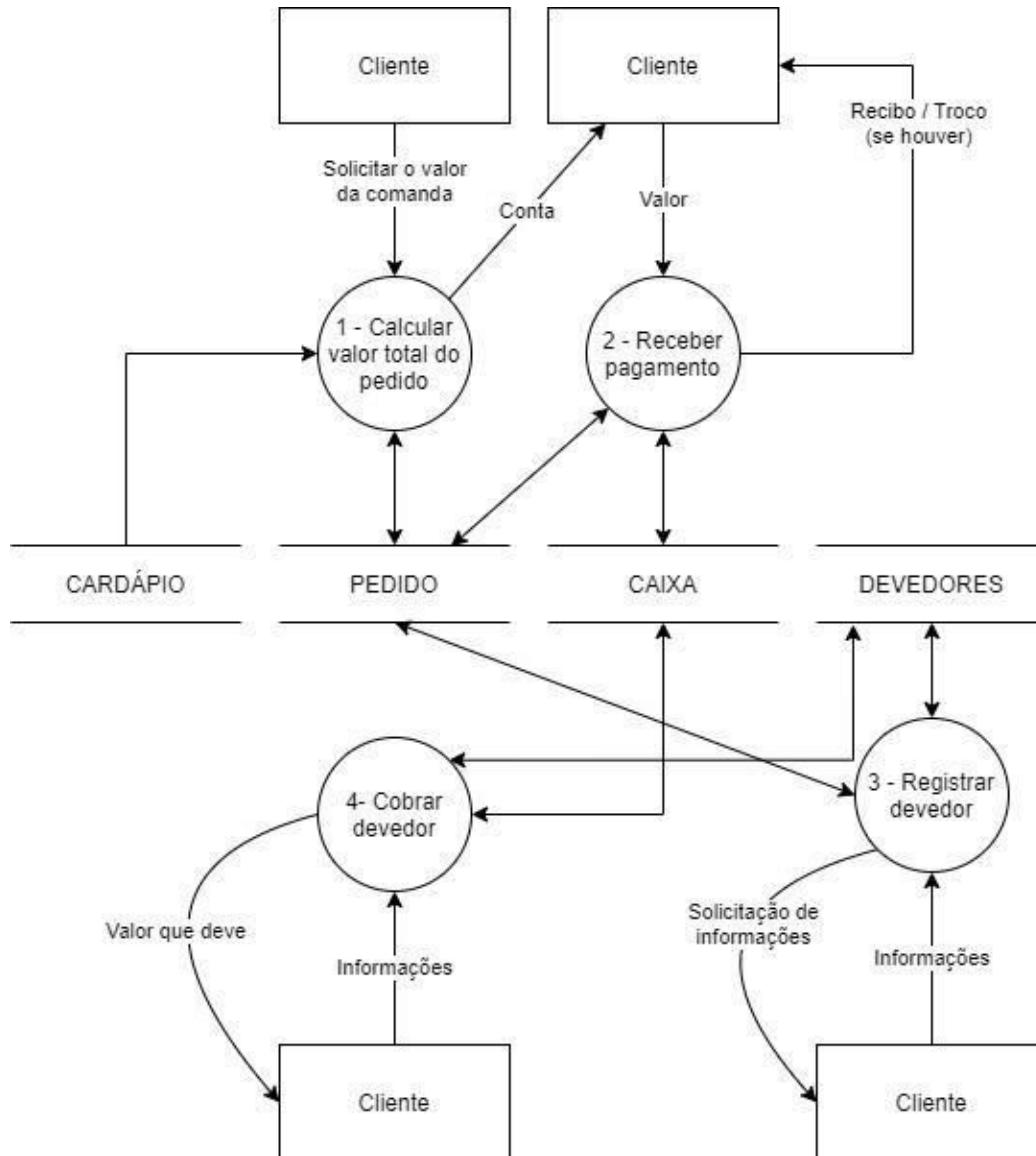 Cliente
Cliente
Recibo / Troco
(se houver)
Solicitar o valor
da comanda
Conta
Valor
1 - Calcular
valor total do
pedido
2 - Receber
pagamento
CARDÁPIO
PEDIDO
CAIXA
DEVEDORES
4- Cobrar
devedor
3 - Registrar
devedor
Valor que deve
Informações
Solicitação de
informações
Informações
Cliente
Cliente